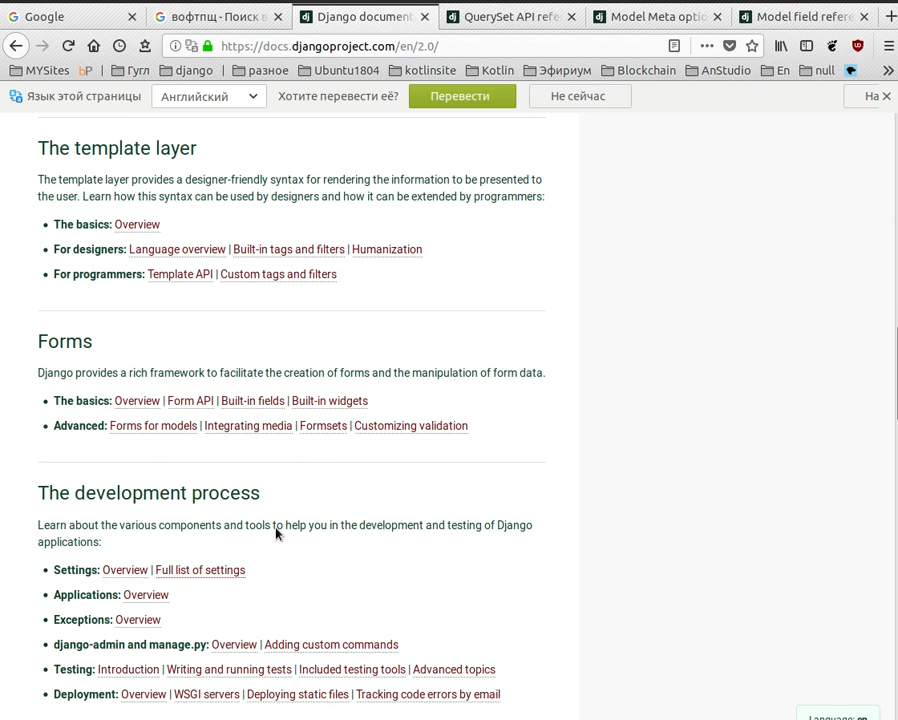 Google
вофтпщ - Поиск в
Django document
QuerySet API refe
Model Meta optio
Model field refere
https://docs.djangoproject.com/en/2.0/
MYSites
bP
Гугл
django
разное
Ubuntu1804
kotlinsite
Kotlin
Эфириум
Blockchain
AnStudio
En
null
Язык этой страницы
Английский
Хотите перевести её?
Перевести
Не сейчас
На
The template layer
The template layer provides a designer-friendly syntax for rendering the information to be presented to
the user. Learn how this syntax can be used by designers and how it can be extended by programmers:
• The basics: Overview
• For designers: Language overview | Built-in tags and filters | Humanization
• For programmers: Template API | Custom tags and filters
Forms
Django provides a rich framework to facilitate the creation of forms and the manipulation of form data.
• The basics: Overview | Form API | Built-in fields | Built-in widgets
• Advanced: Forms for models | Integrating media | Formsets | Customizing validation
The development process
Learn about the various components and tools to help you in the development and testing of Django
applications:
• Settings: Overview | Full list of settings
• Applications: Overview
• Exceptions: Overview
• django-admin and manage.py: Overview | Adding custom commands
• Testing: Introduction | Writing and running tests | Included testing tools | Advanced topics
• Deployment: Overview | WSGI servers | Deploying static files | Tracking code errors by email
Language: en